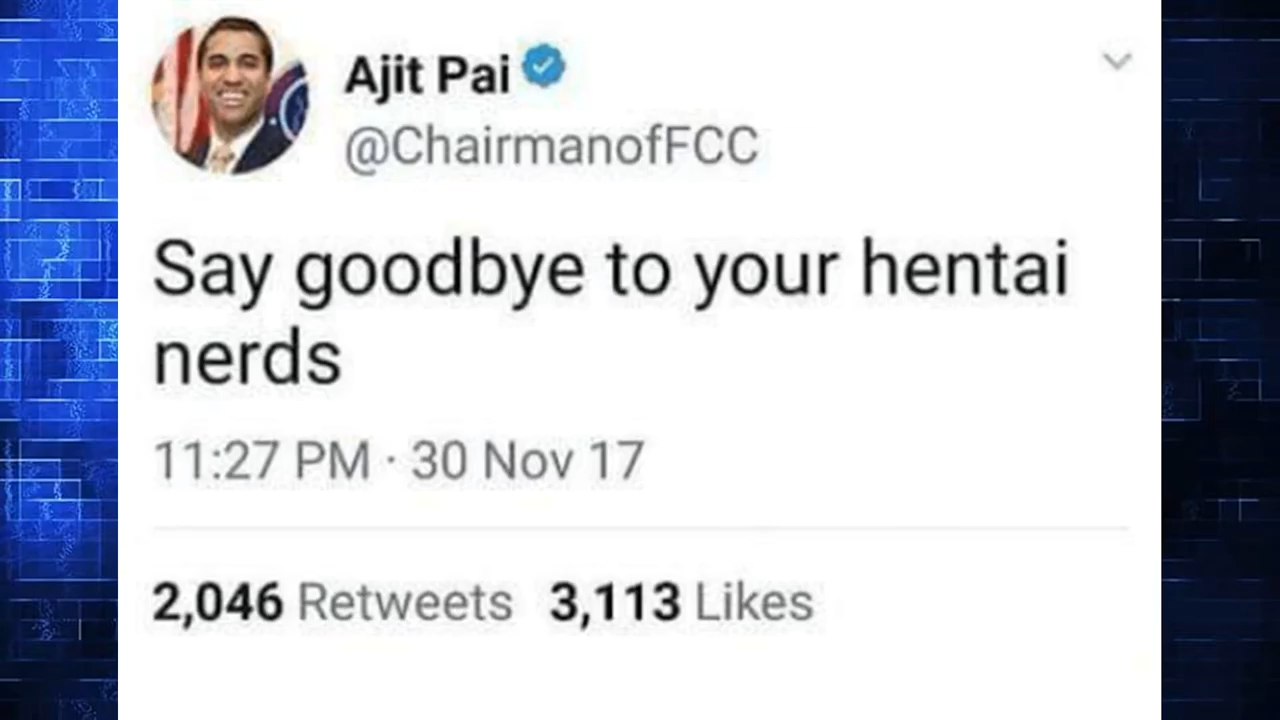 Ajit Pai
@ChairmanofFCC
Say goodbye to your hentai
nerds
11:27 PM · 30 Nov 17
2,046 Retweets 3,113 Likes